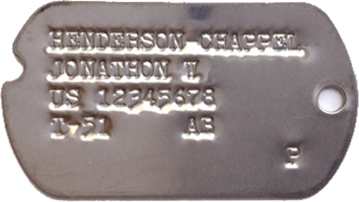 HENDERSON-CHAPPEL
JONATHON W
US 12345678
T-51 AB
P